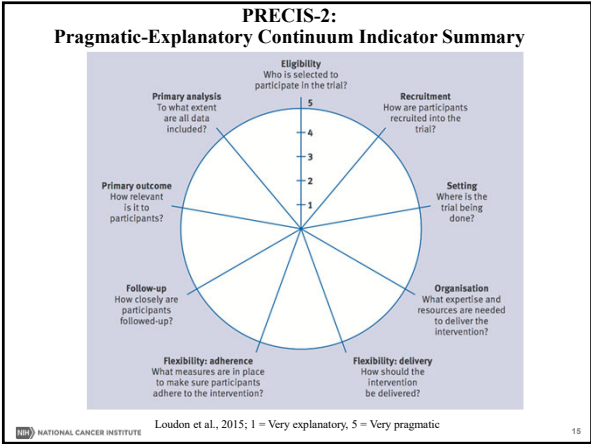 PRECIS-2:
Pragmatic-Explanatory Continuum Indicator Summary
Eligibility
Who is selected to
participate in the trial?
Recruitment
How are participants
recruited into the
trial?
Setting
Where is the
trial being
done?
Organisation
What expertise and
resources are needed
to deliver the
intervention?
Flexibility: delivery
How should the
intervention
be delivered?
Flexibility: adherence
What measures are in place
to make sure participants
adhere to the intervention?
Follow-up
How closely are
participants
followed-up?
Primary outcome
How relevant
is it to
participants?
Primary analysis
To what extent
are all data
included?
5
4
3
2
1
NIH NATIONAL CANCER INSTITUTE
Loudon et al., 2015; 1 = Very explanatory, 5 = Very pragmatic
15